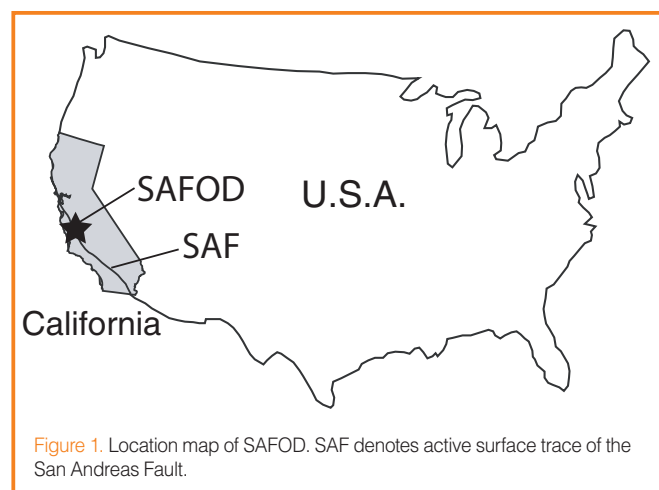 SAFOD
U.S.A.
SAF
California
Figure 1. Location map of SAFOD. SAF denotes active surface trace of the
San Andreas Fault.